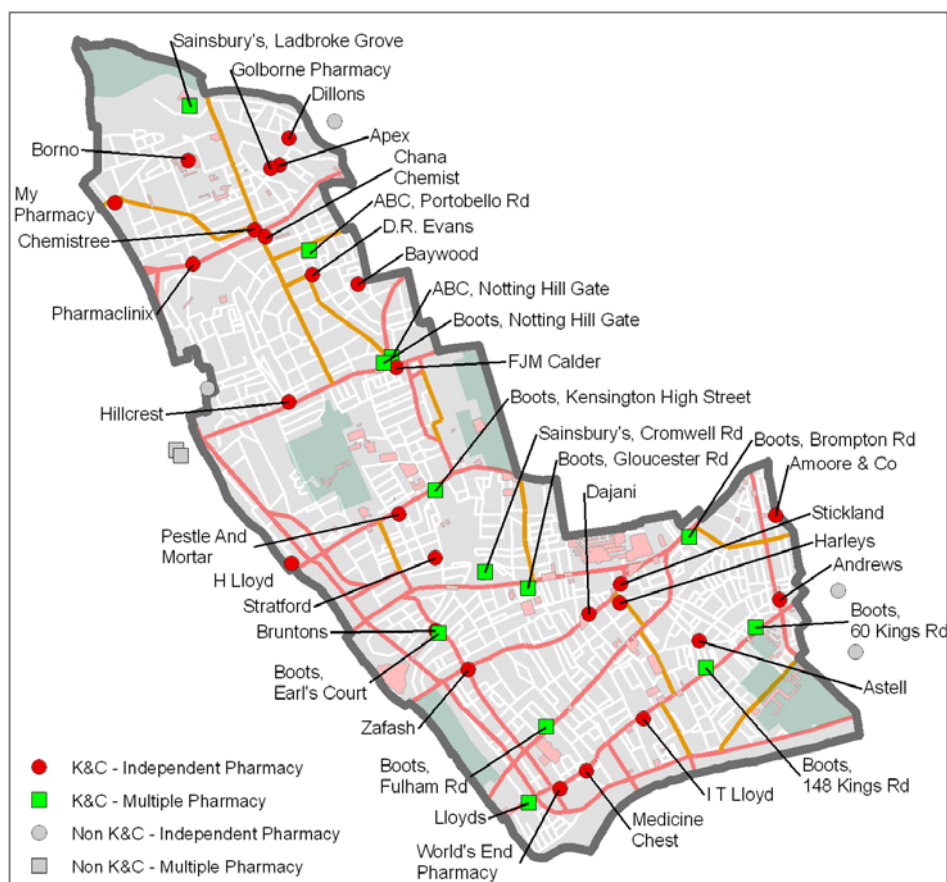 Sainsbury's, Ladbroke Grove
Golborne Pharmacy
Dillons
Borno
Apex
Chana
Chemist
My
Pharmacy
ABC, Portobello Rd
D.R. Evans
Chemistree
Baywood
ABC, Notting Hill Gate
Pharmaclinix
Boots, Notting Hill Gate
FJM Calder
Hillcrest
Boots, Kensington High Street
Sainsbury's, Cromwell Rd
Boots, Gloucester Rd
Boots, Brompton Rd
Amoore & Co
Dajani
Stickland
Pestle And
Mortar
Harleys
H Lloyd
Andrews
Stratford
Boots,
60 Kings Rd
Bruntons
Boots,
Earl's Court
Astell
Zafash
Boots,
Fulham Rd
Boots,
148 Kings Rd
I T Lloyd
Lloyds
Medicine
Chest
World's End
Pharmacy
K&C - Independent Pharmacy
K&C - Multiple Pharmacy
Non K&C - Independent Pharmacy
Non K&C - Multiple Pharmacy